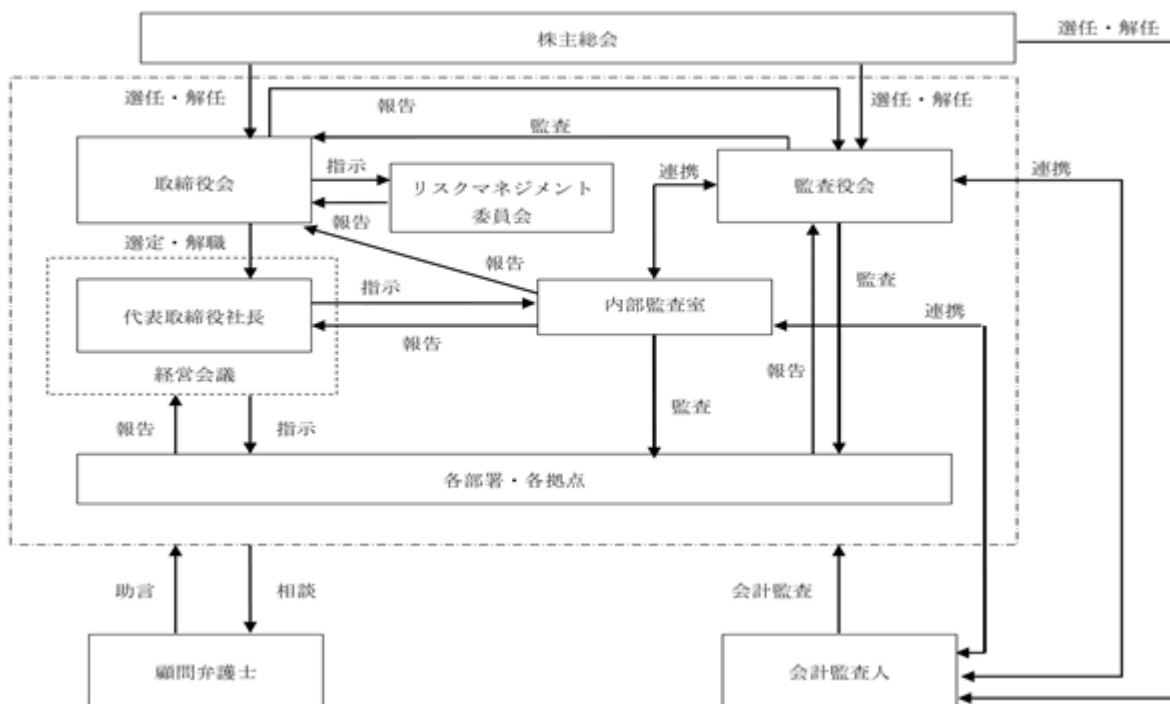 株主総会
選任・解任
選任・解任
報告
選任・解任
監査
取締役会
指示
リスクマネジメント
委員会
報告
連携
監査役会
連携
選定・解職
報告
監査
代表取締役社長
指示
内部監査室
連携
報告
経営会議
報告
報告
指示
監査
各部署・各拠点
助言
相談
会計監査
顧問弁護士
会計監査人